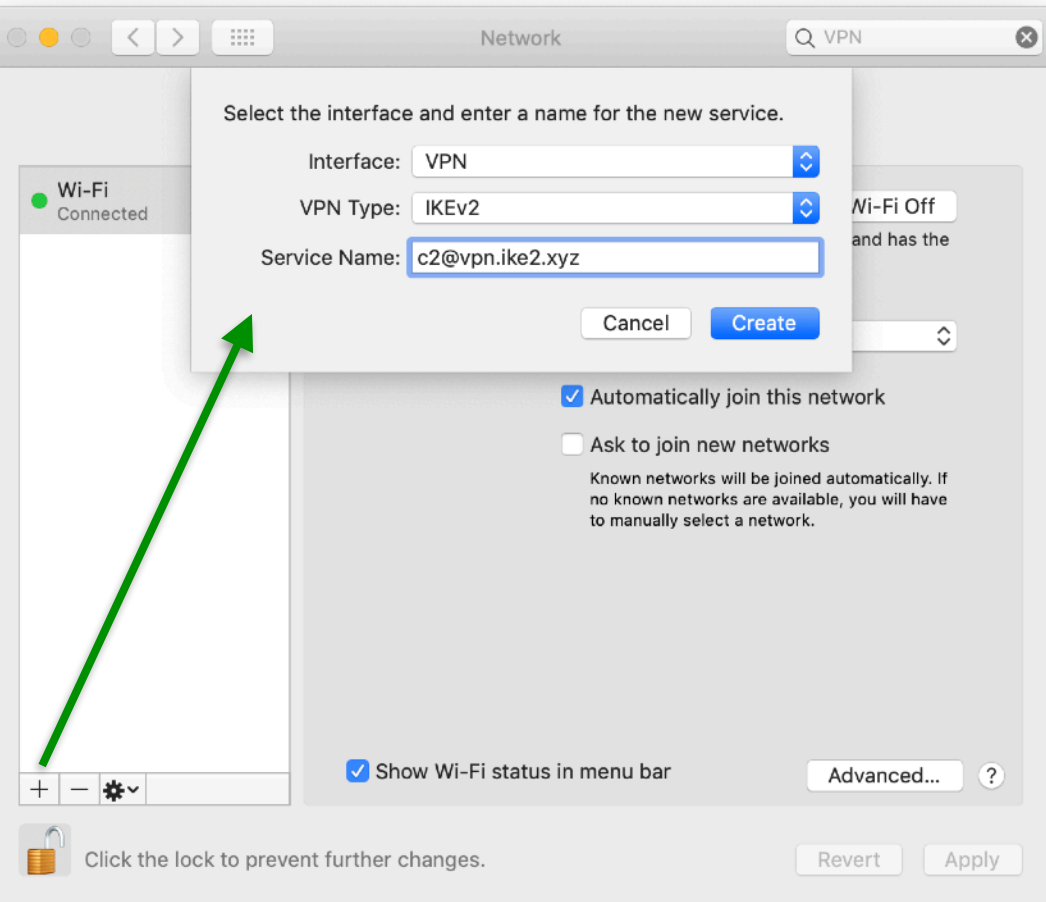 Network
VPN
Select the interface and enter a name for the new service.
Interface: VPN
VPN Type: IKEv2
Service Name: c2@vpn.ike2.xyz
Cancel Create
Wi-Fi
Connected
Wi-Fi Off
and has the
Automatically join this network
Ask to join new networks
Known networks will be joined automatically. If
no known networks are available, you will have
to manually select a network.
Show Wi-Fi status in menu bar
Advanced... ?
Click the lock to prevent further changes.
Revert Apply